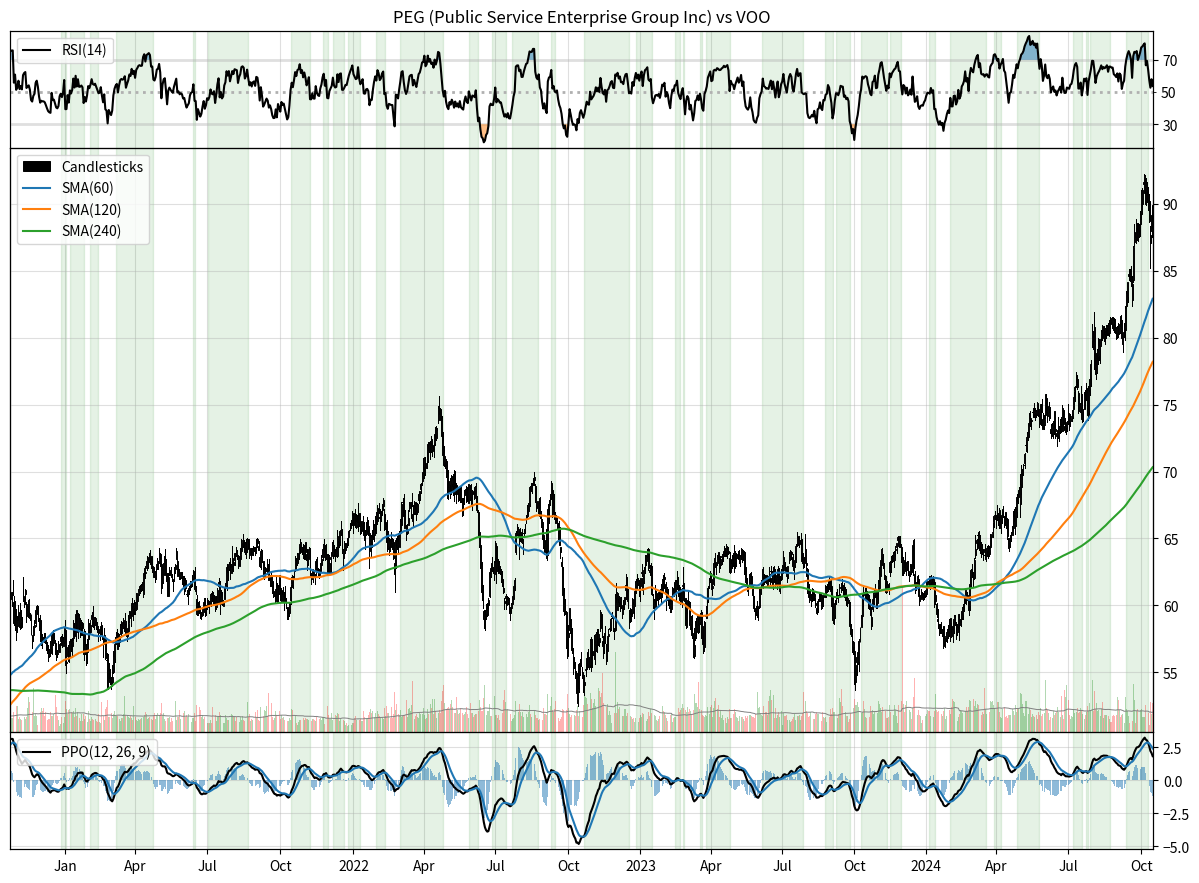 PEG (Public Service Enterprise Group Inc) vs VOO
RSI(14)
70
50
30
Candlesticks
SMA(60)
SMA(120)
SMA(240)
90
85
80
75
70
65
60
55
PPO(12, 26, 9)
2.5
0.0
−2.5
−5.0
Jan Apr Jul Oct 2022 Apr Jul Oct 2023 Apr Jul Oct 2024 Apr Jul Oct